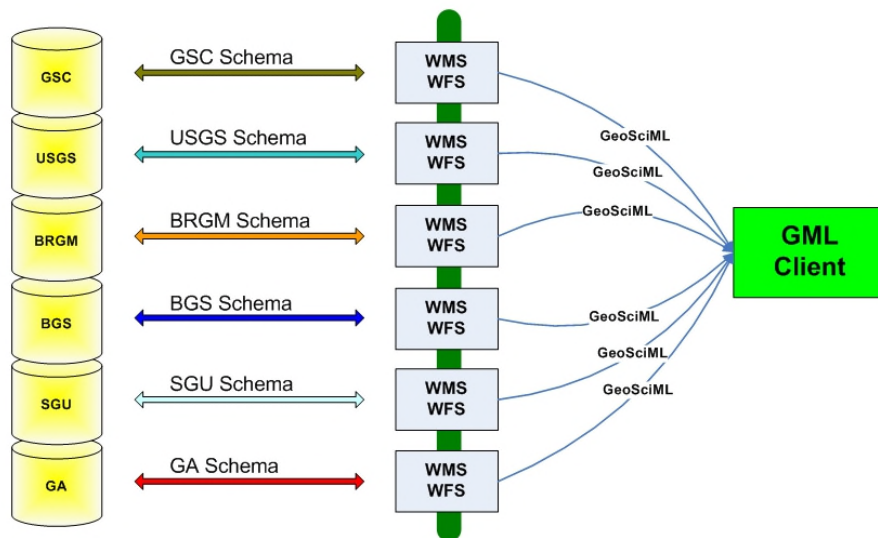 GSC
GSC Schema
WMS
WFS
GeoSciML
USGS
USGS Schema
WMS
WFS
GeoSciML
BRGM
BRGM Schema
WMS
WFS
GeoSciML
GML
Client
BGS
BGS Schema
WMS
WFS
GeoSciML
SGU
SGU Schema
WMS
WFS
GeoSciML
GA
GA Schema
WMS
WFS
GeoSciML